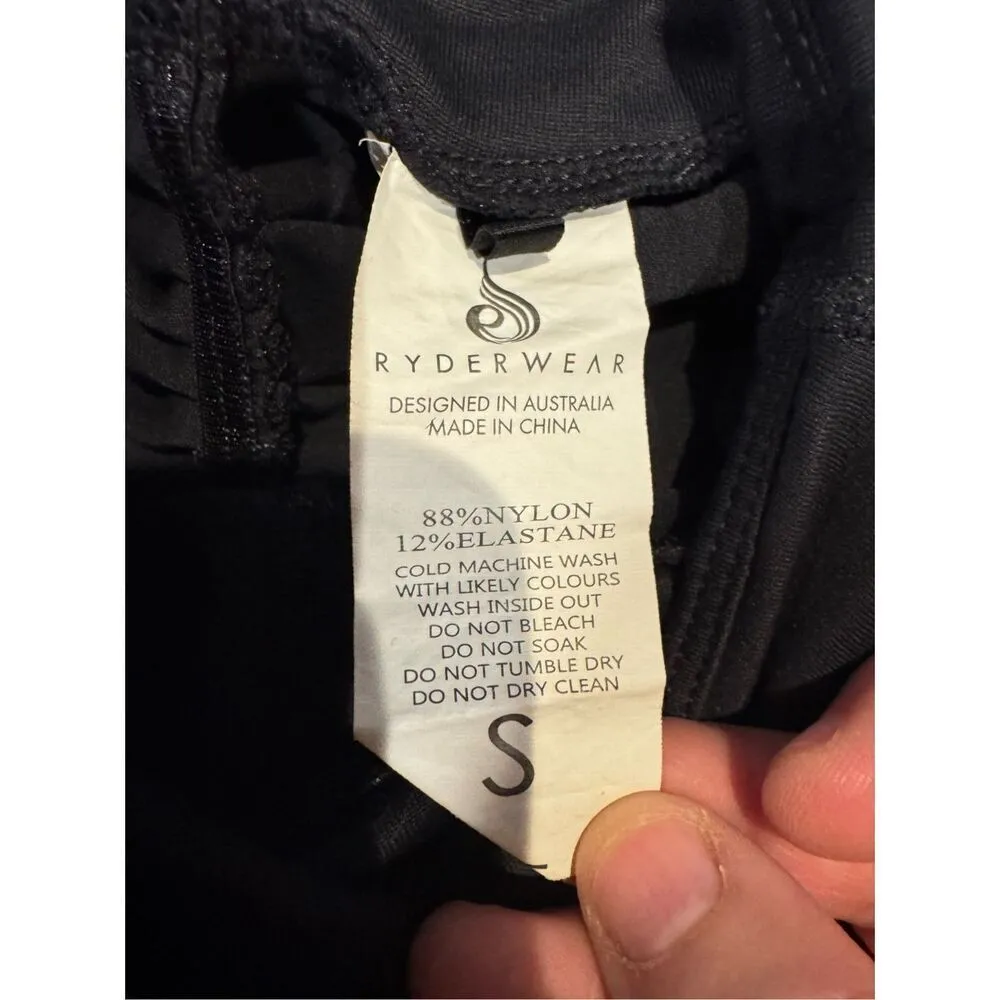 RYDERWEAR
DESIGNED IN AUSTRALIA
MADE IN CHINA
88%NYLON
12%ELASTANE
COLD MACHINE WASH
WITH LIKELY COLOURS
WASH INSIDE OUT
DO NOT BLEACH
DO NOT SOAK
DO NOT TUMBLE DRY
DO NOT DRY CLEAN
S